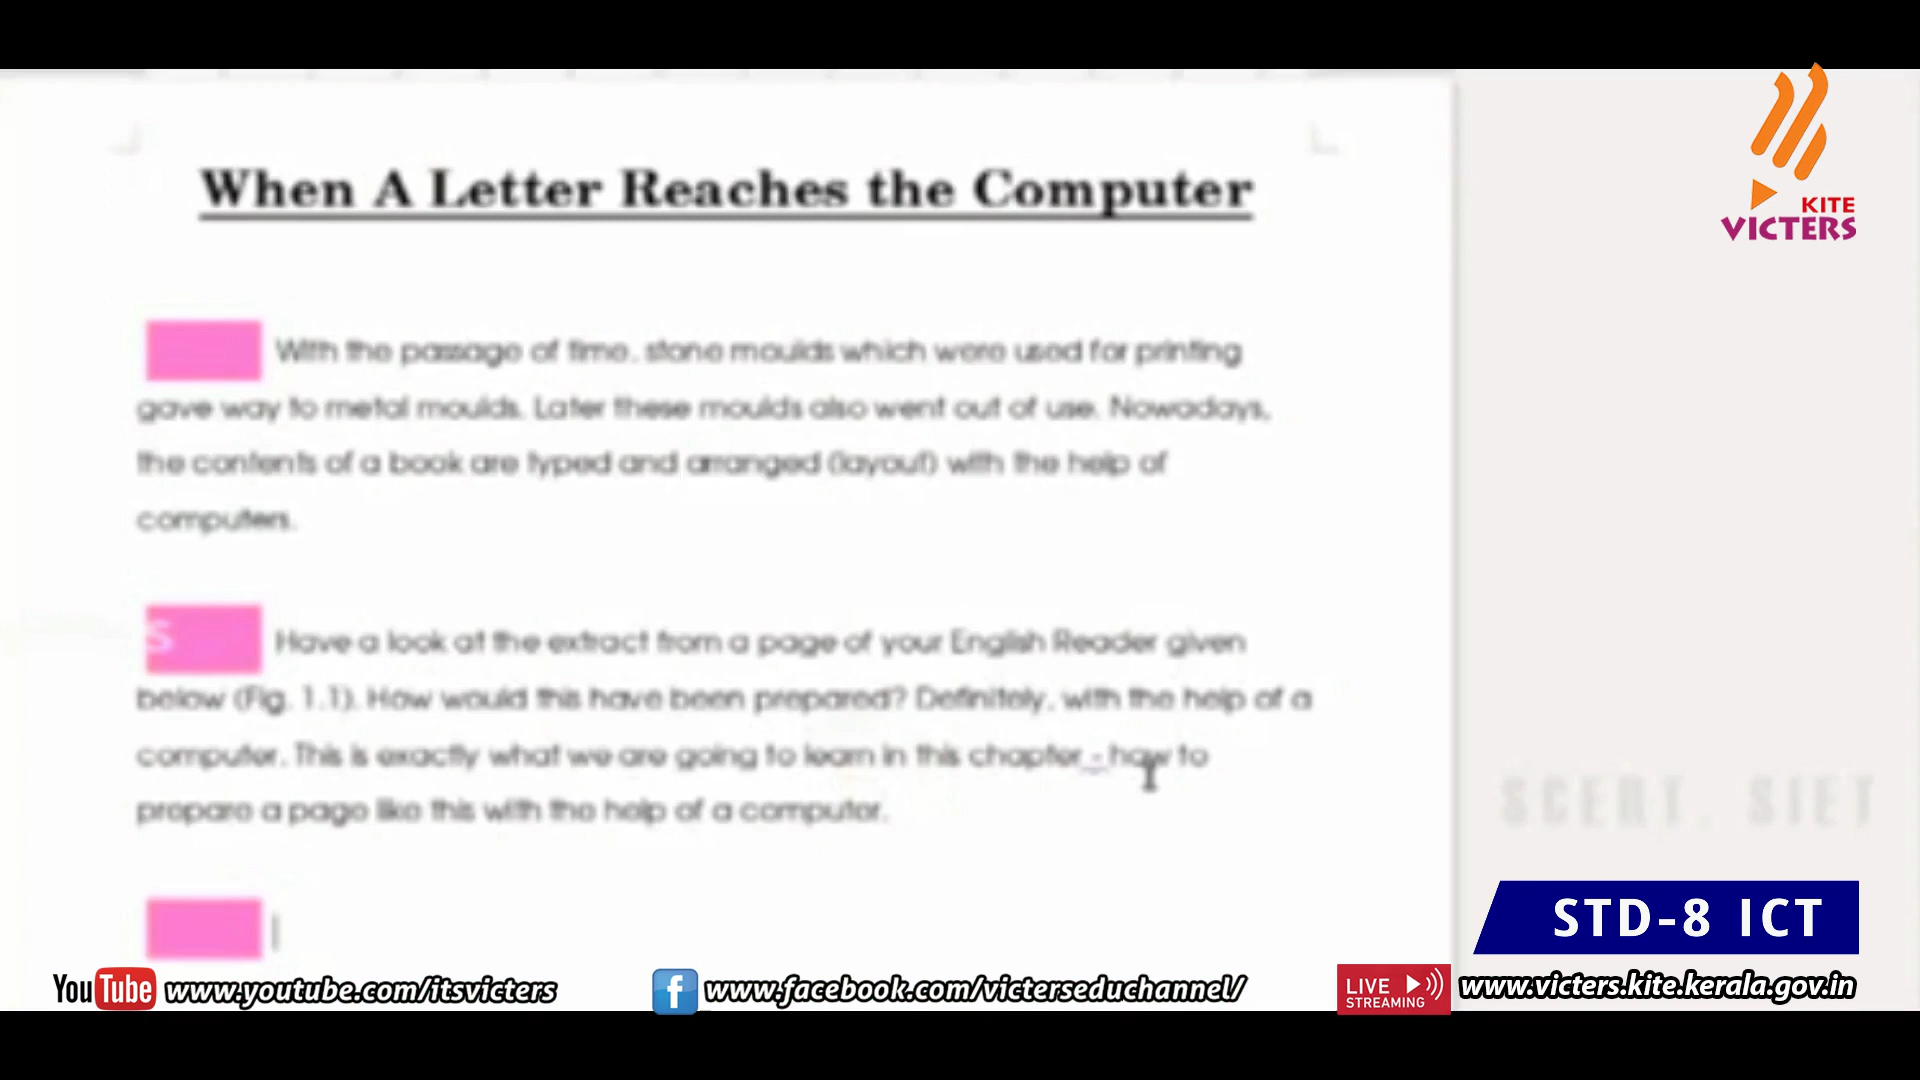 When A Letter Reaches the Computer
With the passage of time, stone moulds which were used for printing
gave way to metal moulds. Later these moulds also went out of use. Nowadays,
the contents of a book are typed and arranged (layout) with the help of
computers.
S
Have a look at the extract from a page of your English Reader given
below (Fig. 1.1). How would this have been prepared? Definitely, with the help of a
computer. This is exactly what we are going to learn in this chapter - how to
prepare a page like this with the help of a computer.
KITE
VICTERS
SCERT, SIET
STD-8 ICT
YouTube www.youtube.com/itsvicters
f www.facebook.com/victerseduchannel/
LIVE STREAMING www.victers.kite.kerala.gov.in